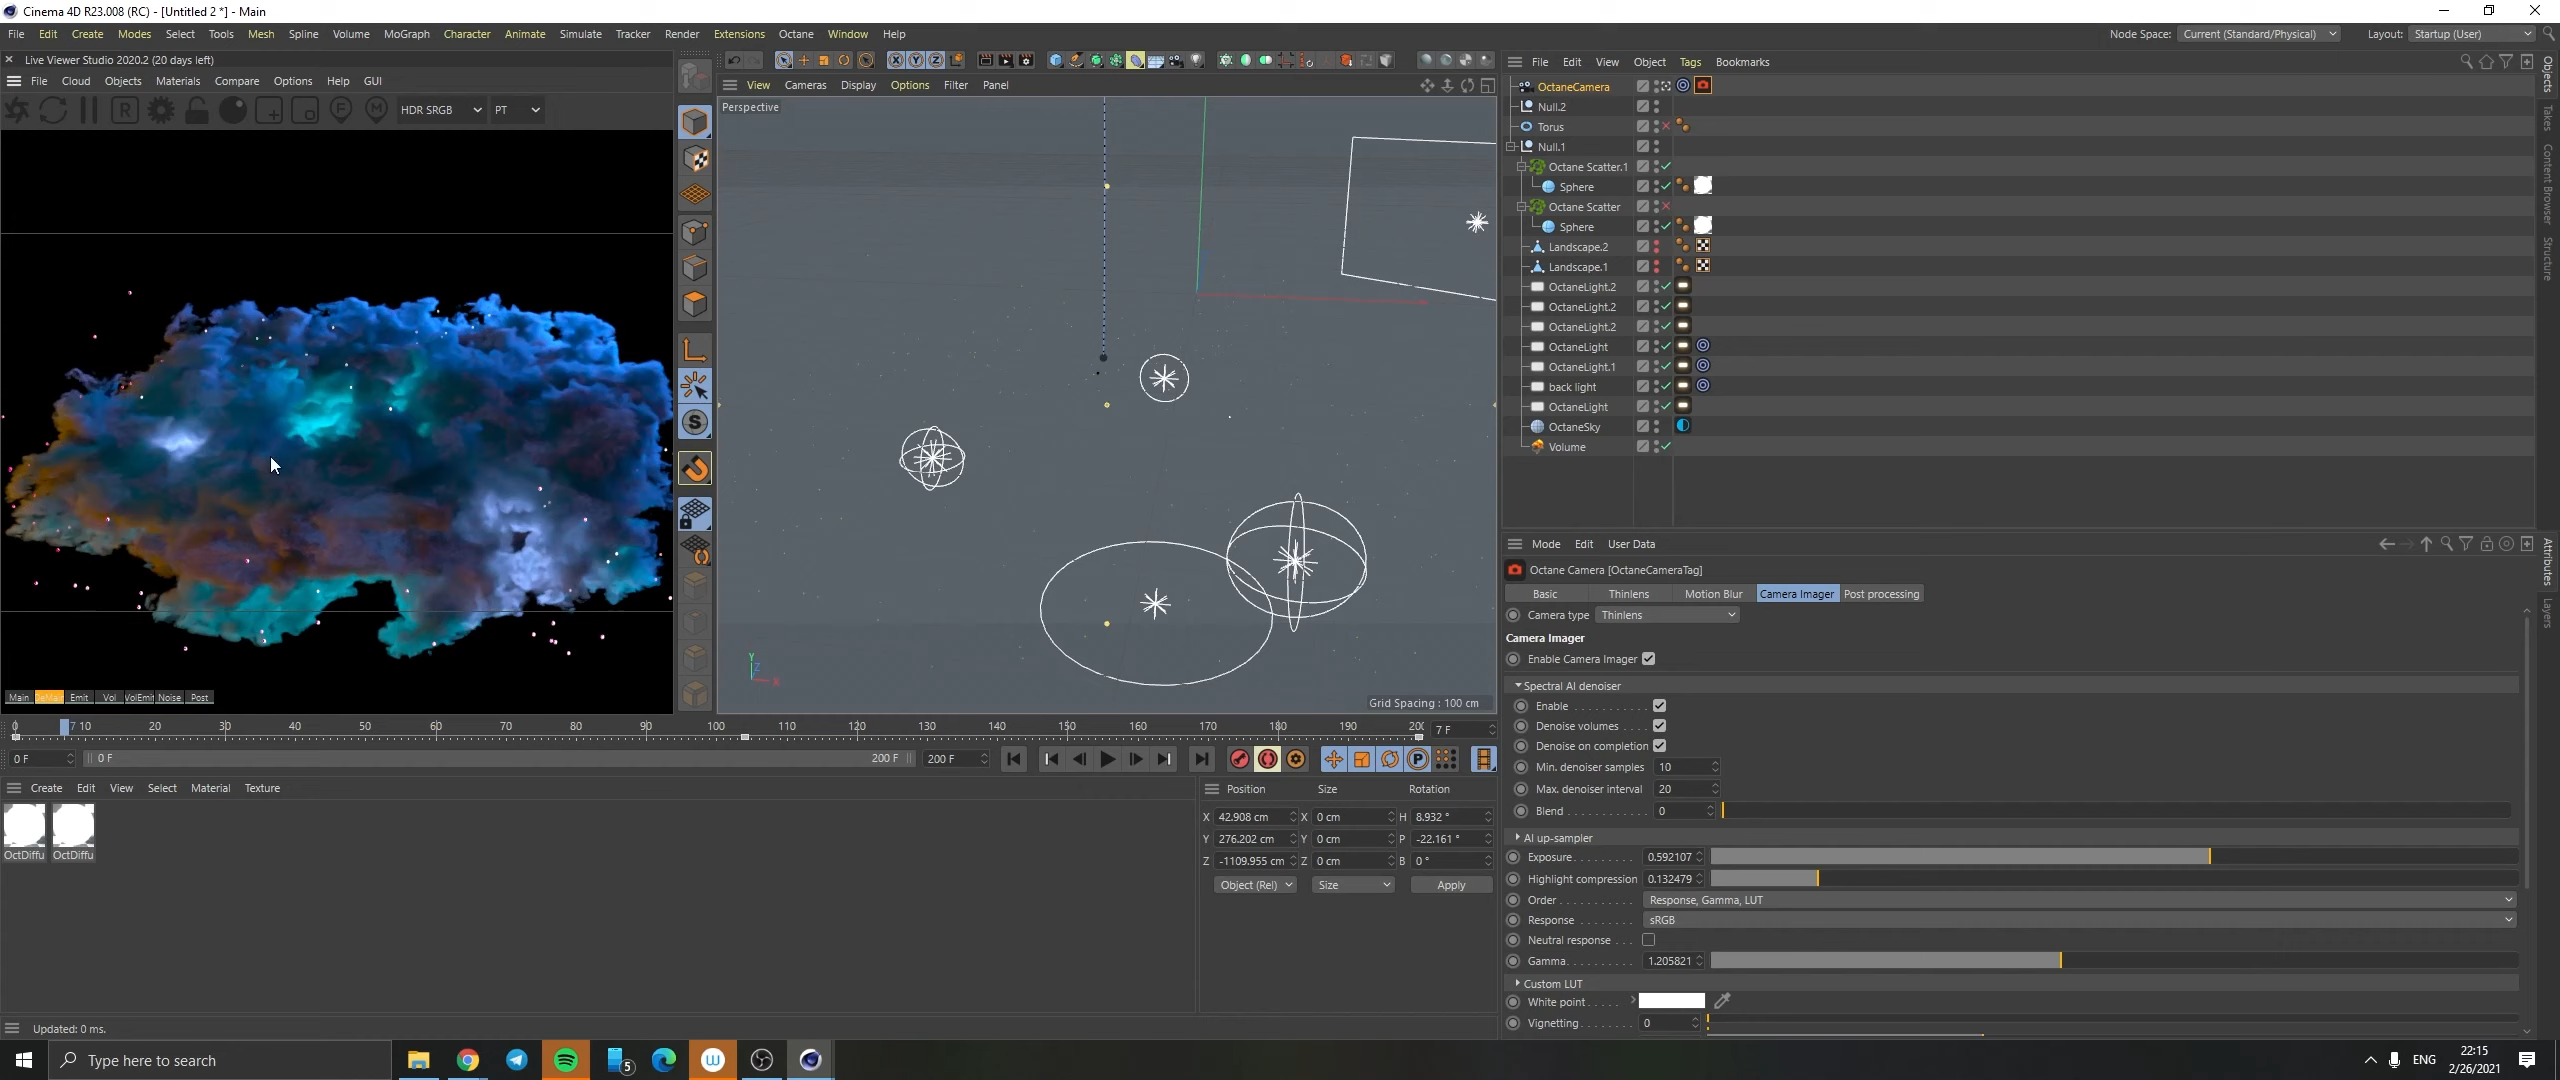 Cinema 4D R23.008 (RC) - [Untitled 2 *] - Main
File Edit Create Modes Select Tools Mesh Spline Volume MoGraph Character Animate Simulate Tracker Render Extensions Octane Window Help
Node Space: Current (Standard/Physical) Layout: Startup (User)
Live Viewer Studio 2020.2 (20 days left)
File Cloud Objects Materials Compare Options Help GUI
HDR SRGB PT
Main DeMain Emit Vol VolEmit Noise Post
View Cameras Display Options Filter Panel
Perspective
Grid Spacing : 100 cm
0 7 10 20 30 40 50 60 70 80 90 100 110 120 130 140 150 160 170 180 190 200 7 F
0 F 0 F 200 F 200 F
Create Edit View Select Material Texture
OctDiffu OctDiffu
Position Size Rotation
X 42.908 cm X 0 cm H 8.932 °
Y 276.202 cm Y 0 cm P -22.161 °
Z -1109.955 cm Z 0 cm B 0 °
Object (Rel) Size Apply
Updated: 0 ms.
File Edit View Object Tags Bookmarks
OctaneCamera
Null.2
Torus
Null.1
Octane Scatter.1
Sphere
Octane Scatter
Sphere
Landscape.2
Landscape.1
OctaneLight.2
OctaneLight.2
OctaneLight.2
OctaneLight
OctaneLight.1
back light
OctaneLight
OctaneSky
Volume
Objects
Takes
Content Browser
Structure
Mode Edit User Data
Octane Camera [OctaneCameraTag]
Basic Thinlens Motion Blur Camera Imager Post processing
Camera type Thinlens
Camera Imager
Enable Camera Imager
Spectral AI denoiser
Enable
Denoise volumes
Denoise on completion
Min. denoiser samples 10
Max. denoiser interval 20
Blend 0
AI up-sampler
Exposure 0.592107
Highlight compression 0.132479
Order Response, Gamma, LUT
Response sRGB
Neutral response
Gamma 1.205821
Custom LUT
White point
Vignetting 0
Attributes
Layers
Type here to search
5
ENG
22:15
2/26/2021